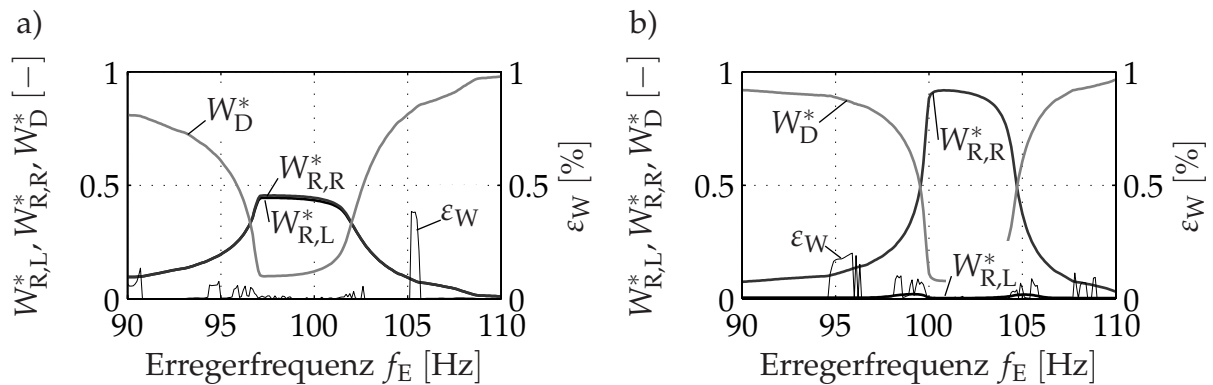 a)
W*R,L, W*R,R, W*D [−]
1
0.5
0
W*D
W*R,R
W*R,L
εW
1
0.5
0
εW [%]
90 95 100 105 110
Erregerfrequenz fE [Hz]
b)
W*R,L, W*R,R, W*D [−]
1
0.5
0
W*D
W*R,R
εW
W*R,L
1
0.5
0
εW [%]
90 95 100 105 110
Erregerfrequenz fE [Hz]